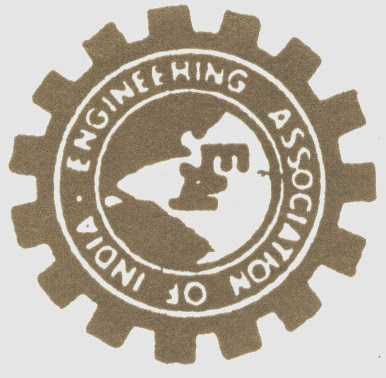 ENGINEERING ASSOCIATION OF INDIA